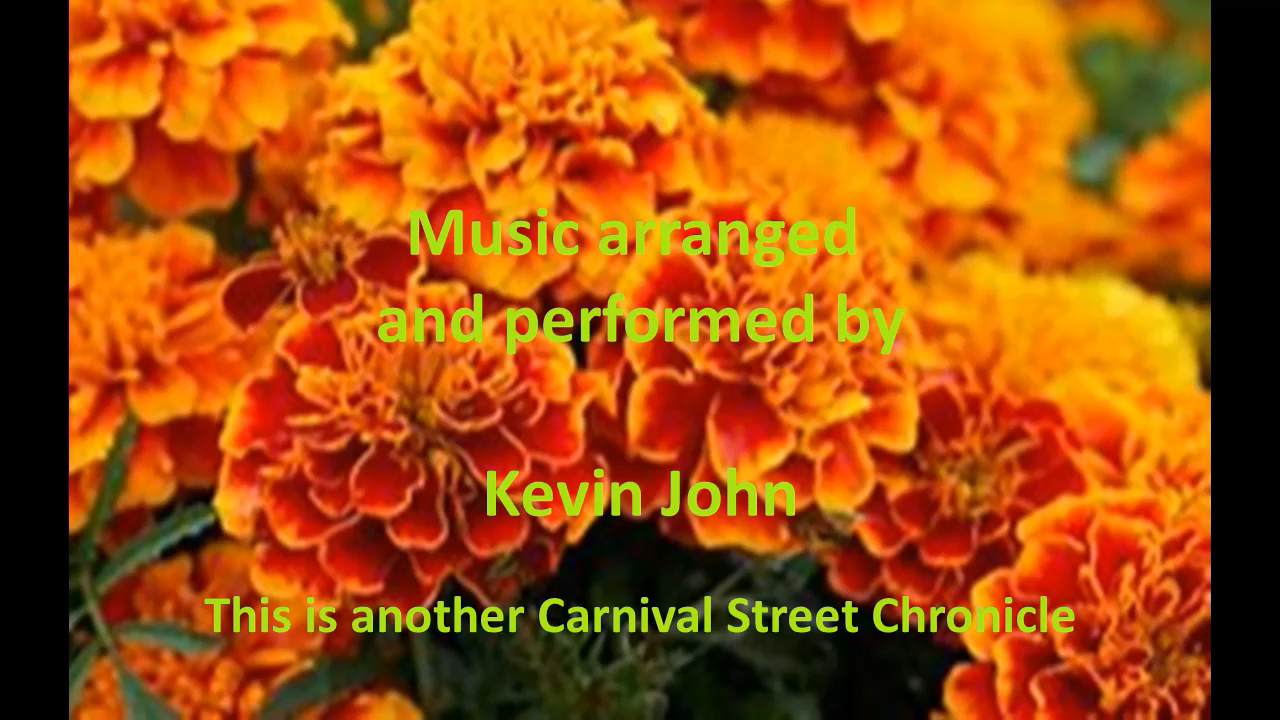 Music arranged
and performed by
Kevin John
This is another Carnival Street Chronicle